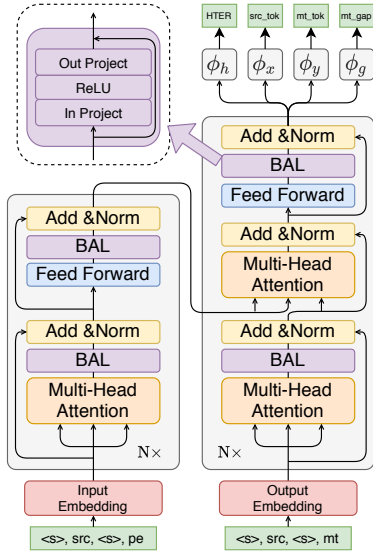 HTER src_tok mt_tok mt_gap
ϕh ϕx ϕy ϕg
Out Project
ReLU
In Project
Add &Norm
BAL
Feed Forward
Add &Norm
Multi-Head
Attention
Add &Norm
BAL
Multi-Head
Attention
N×
Output
Embedding
<s>, src, <s>, mt
Add &Norm
BAL
Feed Forward
Add &Norm
BAL
Multi-Head
Attention
N×
Input
Embedding
<s>, src, <s>, pe